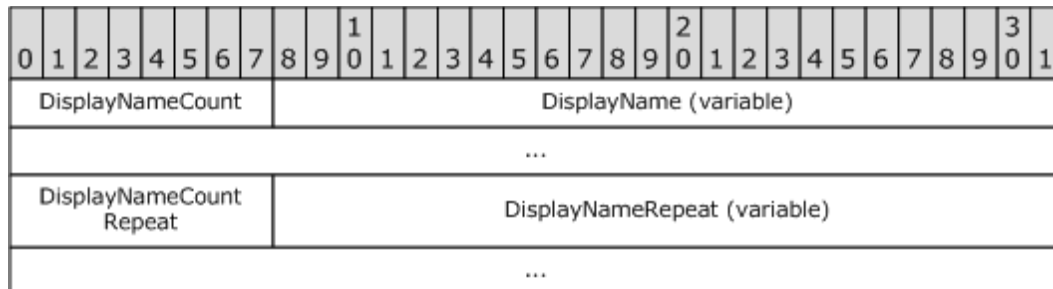 1 2 3
0 1 2 3 4 5 6 7 8 9 0 1 2 3 4 5 6 7 8 9 0 1 2 3 4 5 6 7 8 9 0 1
DisplayNameCount DisplayName (variable)
...
DisplayNameCount
Repeat
DisplayNameRepeat (variable)
...